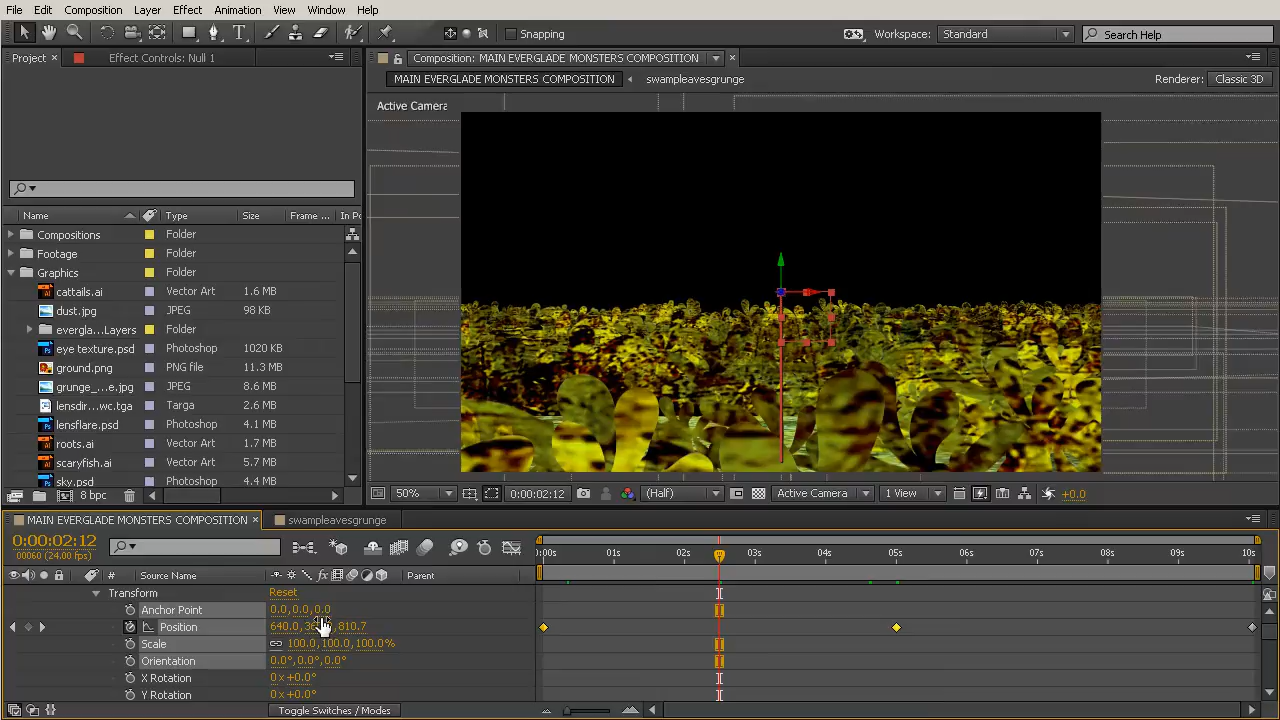 File Edit Composition Layer Effect Animation View Window Help
Snapping Workspace: Standard Search Help
Project Effect Controls: Null 1 Composition: MAIN EVERGLADE MONSTERS COMPOSITION
MAIN EVERGLADE MONSTERS COMPOSITION swampleavesgrunge Renderer: Classic 3D
Active Camera
Name Type Size Frame ... In Po
Compositions Folder
Footage Folder
Graphics Folder
cattails.ai Vector Art 1.6 MB
dust.jpg JPEG 98 KB
evergla...Layers Folder
eye texture.psd Photoshop 1020 KB
ground.png PNG file 11.3 MB
grunge_...e.jpg JPEG 8.6 MB
lensdir...wc.tga Targa 2.6 MB
lensflare.psd Photoshop 4.1 MB
roots.ai Vector Art 1.7 MB
scaryfish.ai Vector Art 5.7 MB
sky.psd Photoshop 4.4 MB
8 bpc 50% 0:00:02:12 (Half) Active Camera 1 View +0.0
MAIN EVERGLADE MONSTERS COMPOSITION swampleavesgrunge
0:00:02:12
00060 (24.00 fps)
0:00s 01s 02s 03s 04s 05s 06s 07s 08s 09s 10s
# Source Name Parent
Transform Reset
Anchor Point 0.0,0.0,0.0
Position 640.0, 810.7
Scale 100.0,100.0,100.0%
Orientation 0.0°,0.0°,0.0°
X Rotation 0x+0.0°
Y Rotation 0x+0.0°
Toggle Switches / Modes